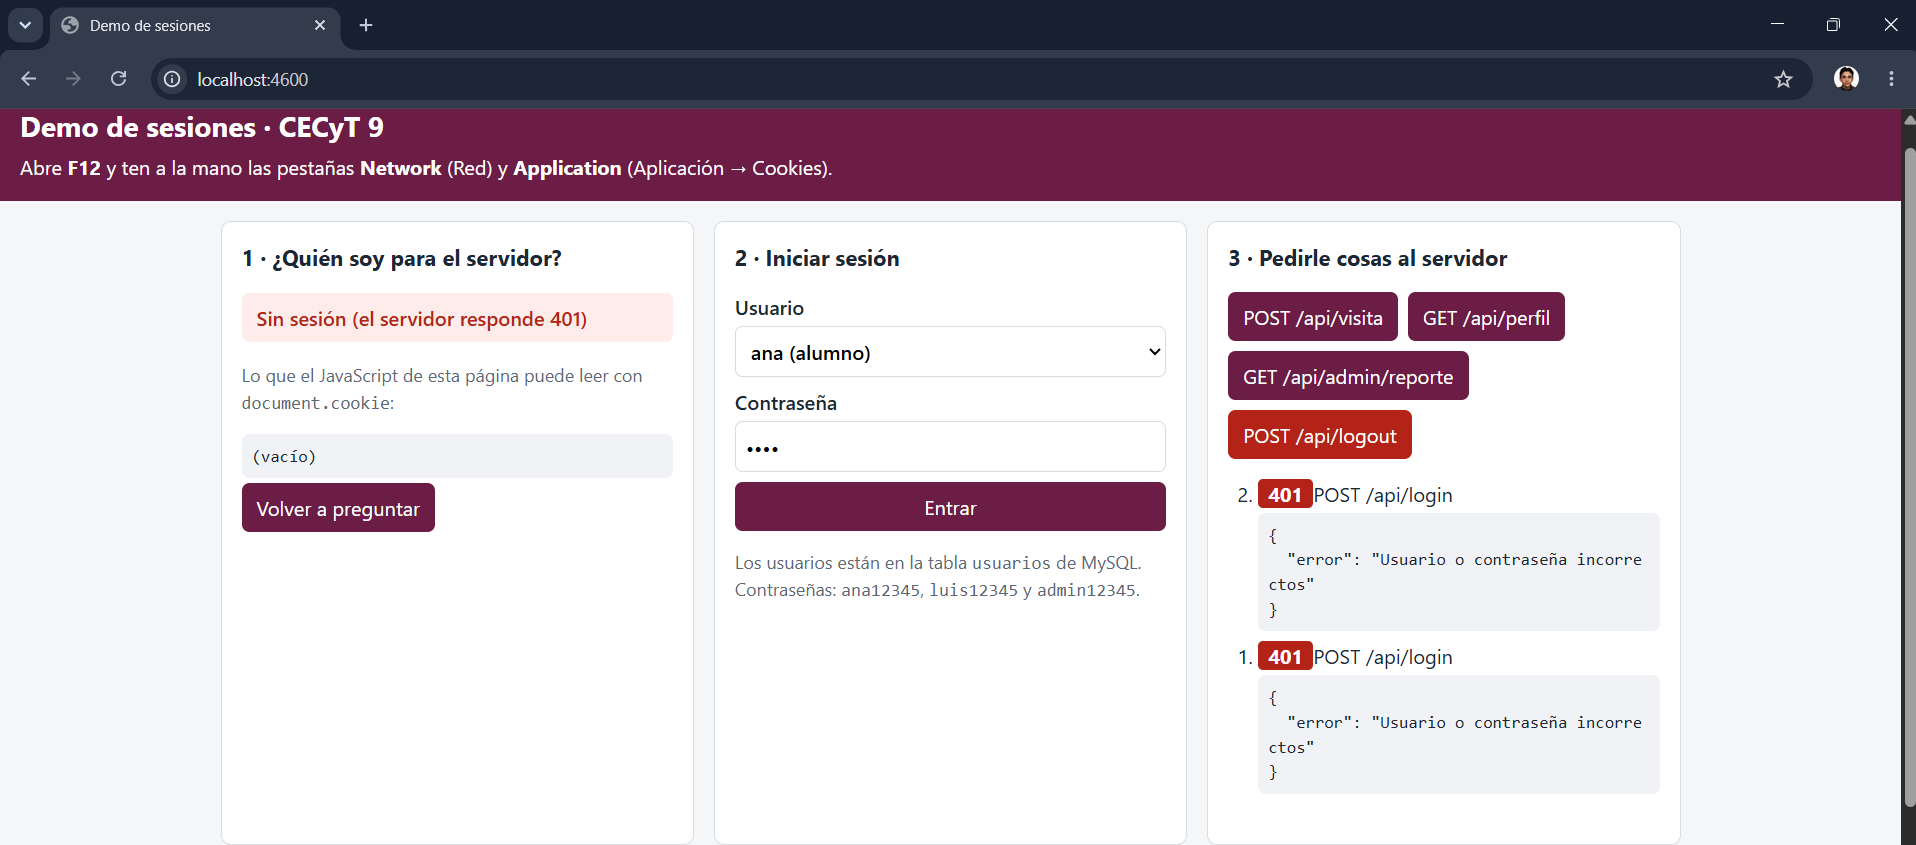 Demo de sesiones
localhost:4600
Demo de sesiones · CECyT 9
Abre F12 y ten a la mano las pestañas Network (Red) y Application (Aplicación → Cookies).
1 · ¿Quién soy para el servidor?
Sin sesión (el servidor responde 401)
Lo que el JavaScript de esta página puede leer con
document.cookie:
(vacío)
Volver a preguntar
2 · Iniciar sesión
Usuario
ana (alumno)
Contraseña
••••
Entrar
Los usuarios están en la tabla usuarios de MySQL.
Contraseñas: ana12345, luis12345 y admin12345.
3 · Pedirle cosas al servidor
POST /api/visita
GET /api/perfil
GET /api/admin/reporte
POST /api/logout
2. 401 POST /api/login
{
"error": "Usuario o contraseña incorre
ctos"
}
1. 401 POST /api/login
{
"error": "Usuario o contraseña incorre
ctos"
}